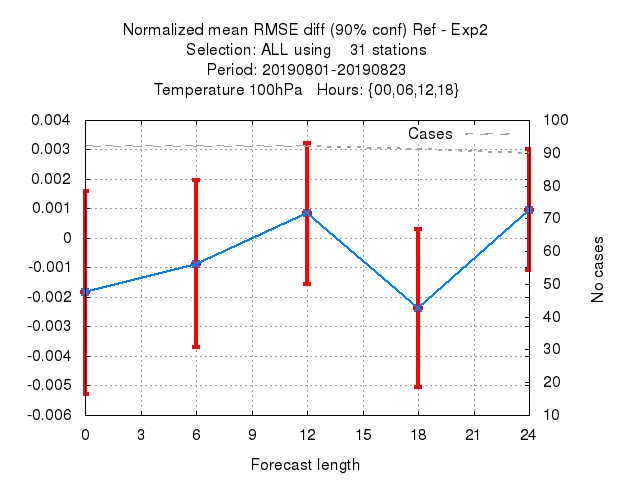 Normalized mean RMSE diff (90% conf) Ref - Exp2
Selection: ALL using    31 stations
Period: 20190801-20190823
Temperature 100hPa   Hours: {00,06,12,18}
Cases
0.004
0.003
0.002
0.001
0
-0.001
-0.002
-0.003
-0.004
-0.005
-0.006
100
90
80
70
60
50
40
30
20
10
No cases
0 3 6 9 12 15 18 21 24
Forecast length